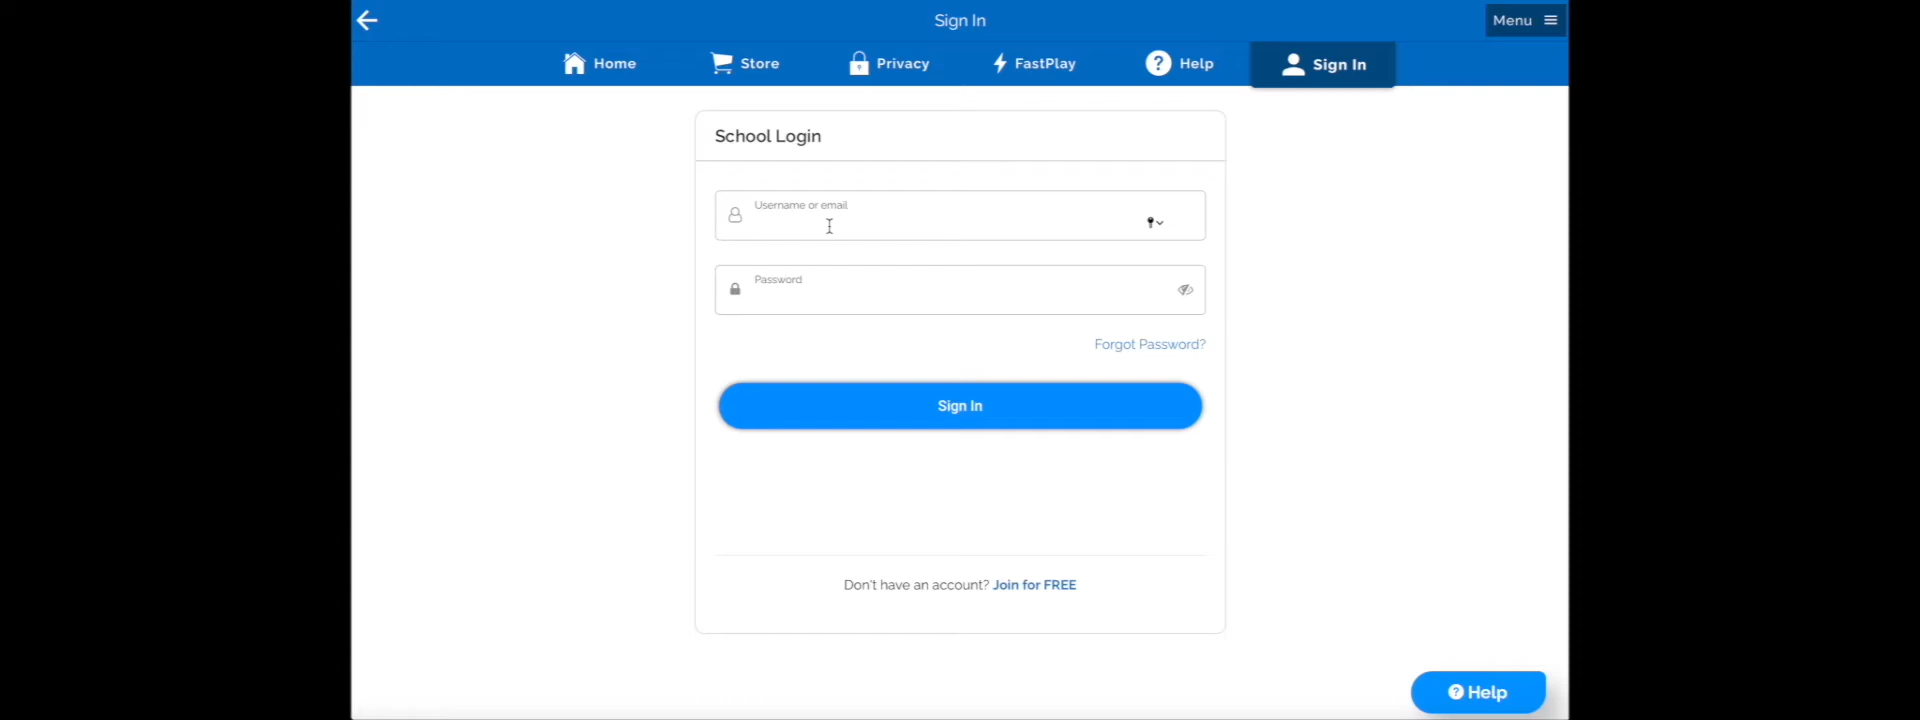 Sign In
Menu
Home
Store
Privacy
FastPlay
Help
Sign In
School Login
Username or email
Password
Forgot Password?
Sign In
Don't have an account? Join for FREE
Help